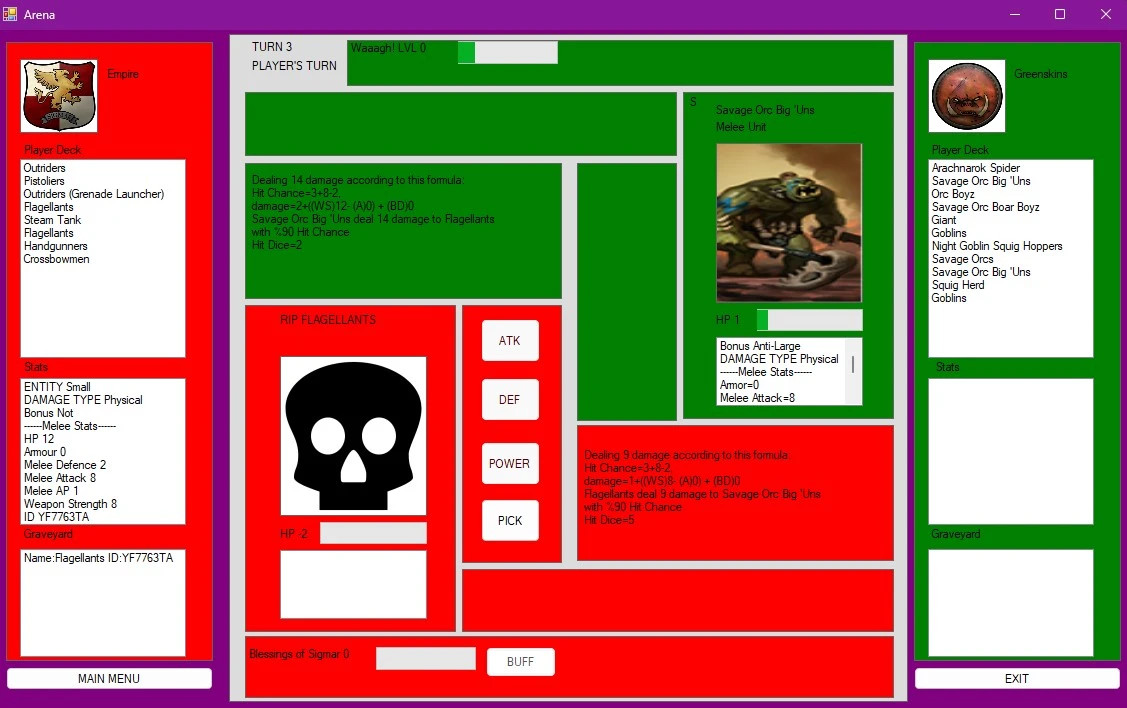 Arena
Empire
Player Deck
Outriders
Pistoliers
Outriders (Grenade Launcher)
Flagellants
Steam Tank
Flagellants
Handgunners
Crossbowmen
Stats
ENTITY Small
DAMAGE TYPE Physical
Bonus Not
------Melee Stats------
HP 12
Amour 0
Melee Defence 2
Melee Attack 8
Melee AP 1
Weapon Strength 8
ID YF7763TA
Graveyard
Name:Flagellants ID:YF7763TA
MAIN MENU
TURN 3
PLAYER'S TURN
Waaagh! LVL 0
S
Savage Orc Big 'Uns
Melee Unit
HP 1
Bonus Anti-Large
DAMAGE TYPE Physical
------Melee Stats------
Amor=0
Melee Attack=8
Dealing 14 damage according to this formula:
Hit Chance=3+8-2,
damage=2+((WS)12- (A)0) + (BD)0
Savage Orc Big 'Uns deal 14 damage to Flagellants
with %90 Hit Chance
Hit Dice=2
RIP FLAGELLANTS
HP -2
ATK
DEF
POWER
PICK
Dealing 9 damage according to this formula:
Hit Chance=3+8-2,
damage=1+((WS)8- (A)0) + (BD)0
Flagellants deal 9 damage to Savage Orc Big 'Uns
with %90 Hit Chance
Hit Dice=5
Blessings of Sigmar 0
BUFF
Greenskins
Player Deck
Arachnarok Spider
Savage Orc Big 'Uns
Orc Boyz
Savage Orc Boar Boyz
Giant
Goblins
Night Goblin Squig Hoppers
Savage Orcs
Savage Orc Big 'Uns
Squig Herd
Goblins
Stats
Graveyard
EXIT